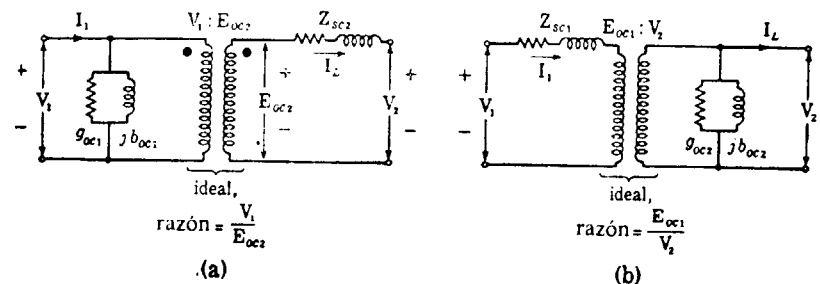 I₁
V₁ : E_oc2
Z_sc2
I_L
+
V₁
−
g_oc1
jb_oc1
+
E_oc2
−
+
V₂
−
ideal,
razón = V₁/E_oc2
(a)
Z_sc1
E_oc1 : V₂
I_L
I₁
+
V₁
−
g_oc2
jb_oc2
+
V₂
−
ideal,
razón = E_oc1/V₂
(b)